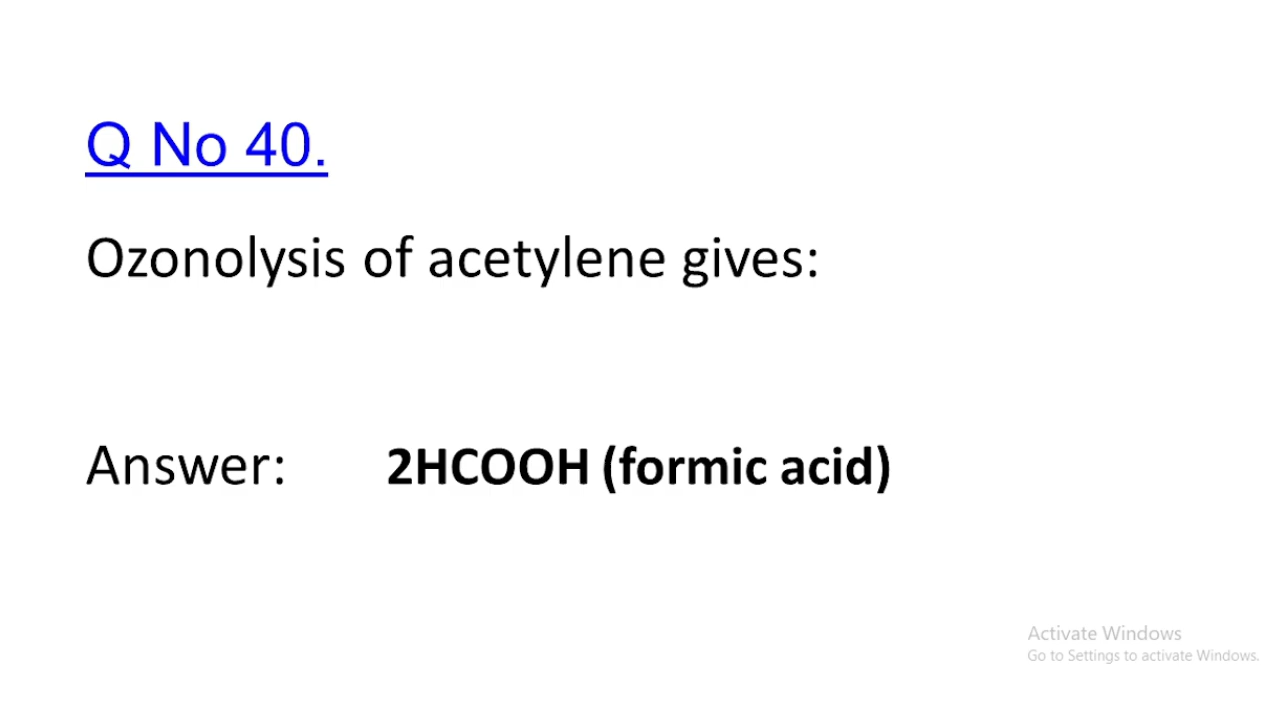 Q No 40.
Ozonolysis of acetylene gives:
Answer: 2HCOOH (formic acid)
Activate Windows
Go to Settings to activate Windows.